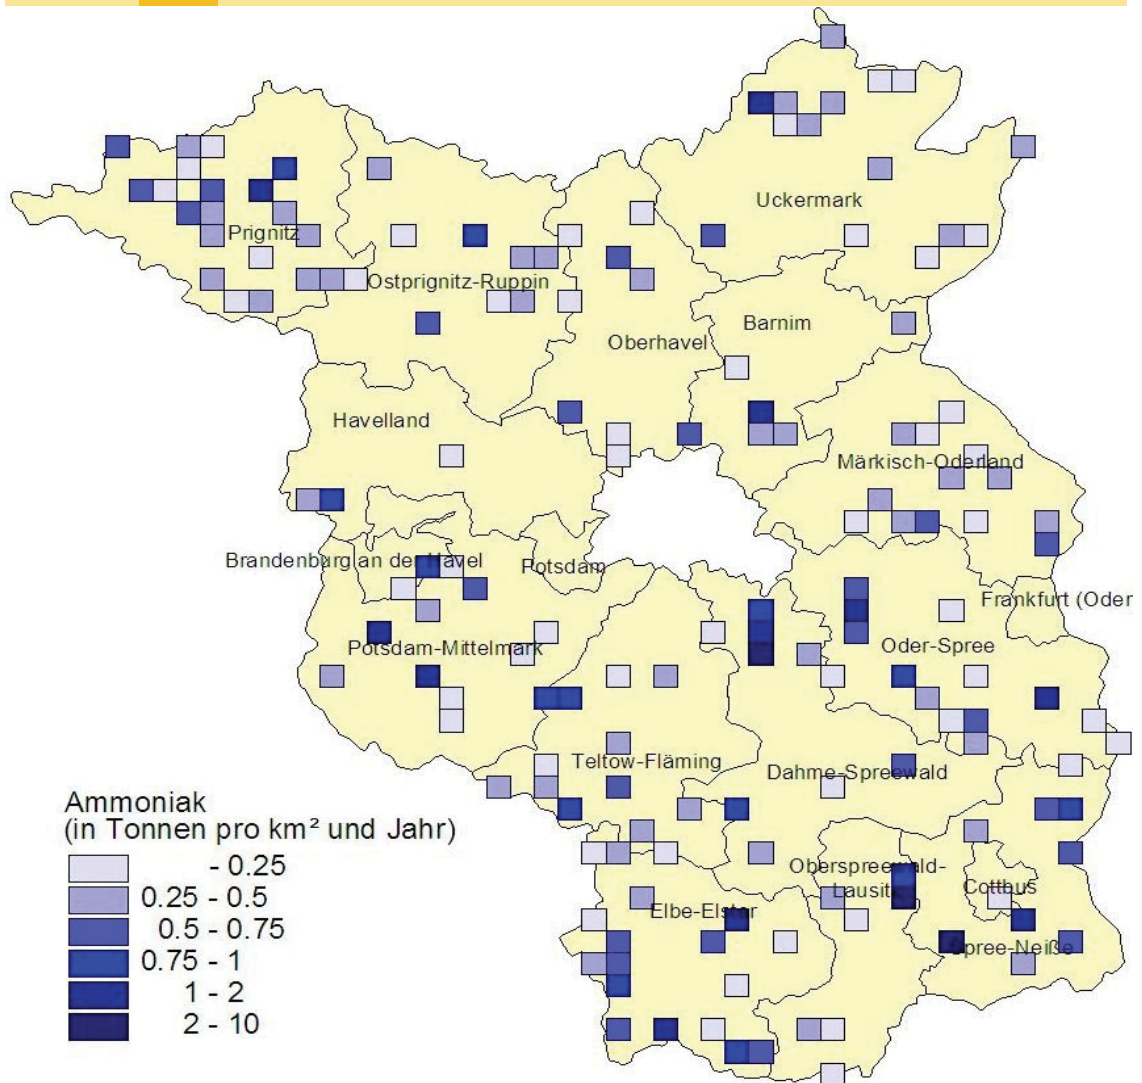 Uckermark
Prignitz
Ostprignitz-Ruppin
Barnim
Oberhavel
Havelland
Märkisch-Oderland
Brandenburg an der Havel
Potsdam
Frankfurt (Oder
Potsdam-Mittelmark
Oder-Spree
Teltow-Fläming
Dahme-Spreewald
Oberspreewald-
Lausitz
Cottbus
Elbe-Elster
Spree-Neiße
Ammoniak
(in Tonnen pro km² und Jahr)
- 0.25
0.25 - 0.5
0.5 - 0.75
0.75 - 1
1 - 2
2 - 10